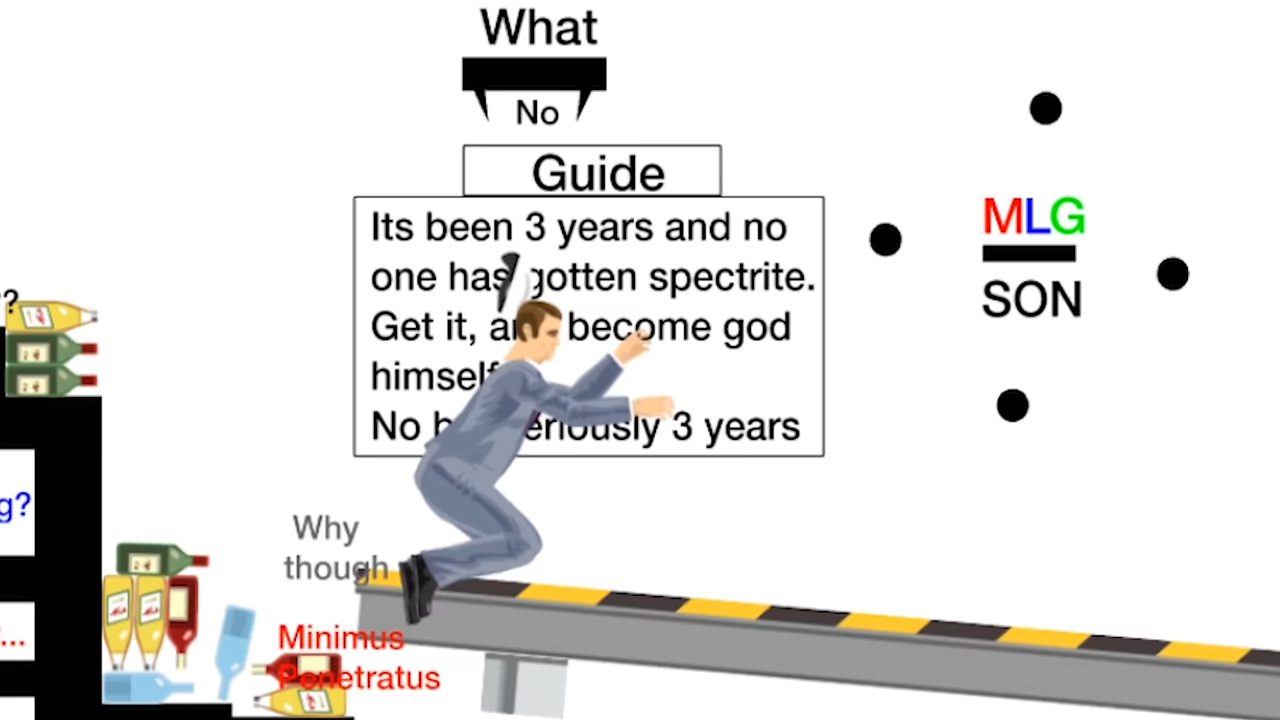 What
No
Guide
Its been 3 years and no
one has gotten spectrite.
Get it, and become god
himself
No b eriously 3 years
MLG
SON
?
g?
...
Why
though
Minimus
Penetratus